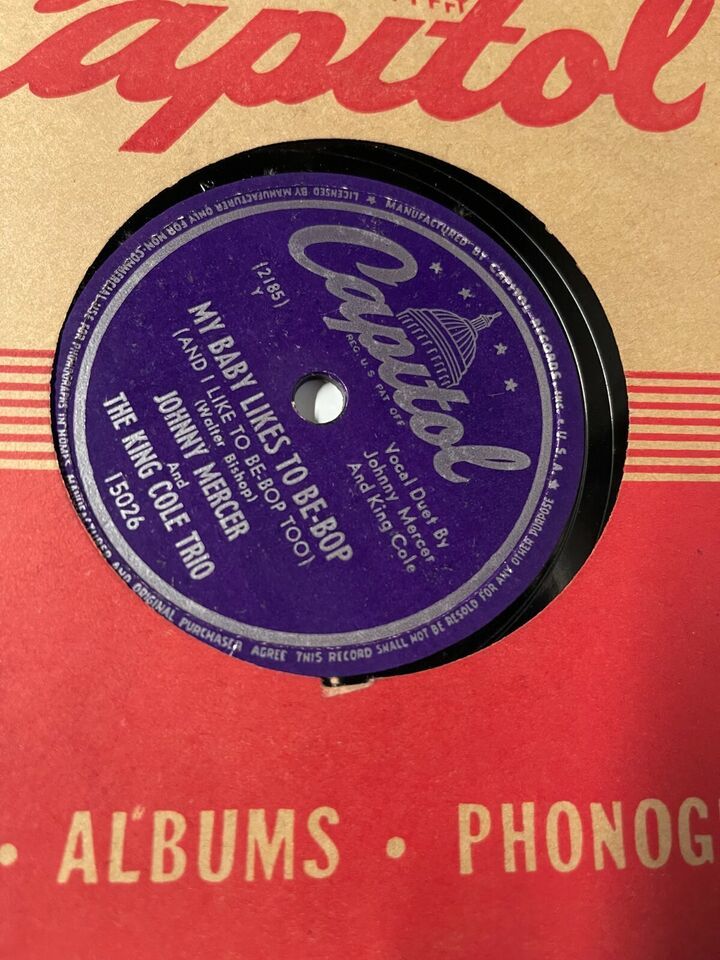 Capitol
Capitol
REG. U.S. PAT. OFF.
(2185)
Y
Vocal Duet By
Johnny Mercer
And King Cole
MY BABY LIKES TO BE-BOP
(AND I LIKE TO BE-BOP TOO)
(Walter Bishop)
JOHNNY MERCER
And
THE KING COLE TRIO
15026
★ MANUFACTURED BY CAPITOL RECORDS, INC. U.S.A. ★
LICENSED BY MANUFACTURER ONLY FOR NON-COMMERCIAL USE FOR PHONOGRAPHS IN HOMES. MANUFACTURER AND ORIGINAL PURCHASER AGREE THIS RECORD SHALL NOT BE RESOLD FOR ANY OTHER PURPOSE
• ALBUMS • PHONOG